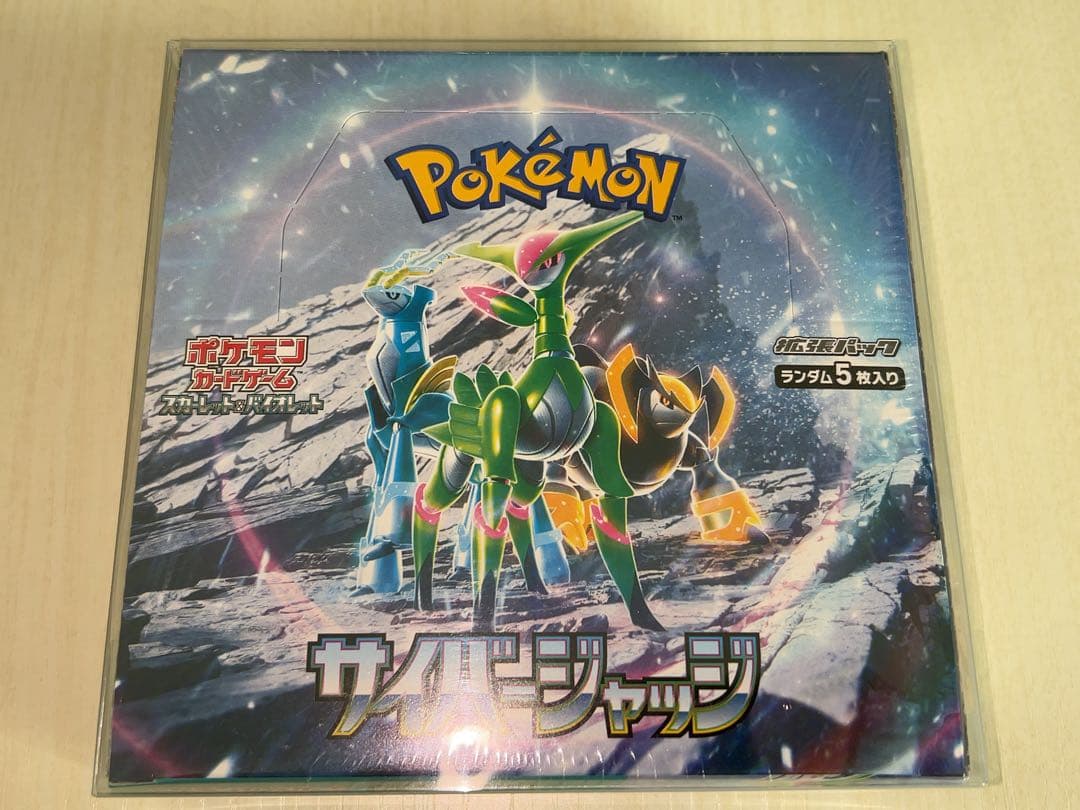 POKéMON
TM
ポケモン
カードゲーム
スカーレット&バイオレット
拡張パック
ランダム5枚入り
サイバージャッジ